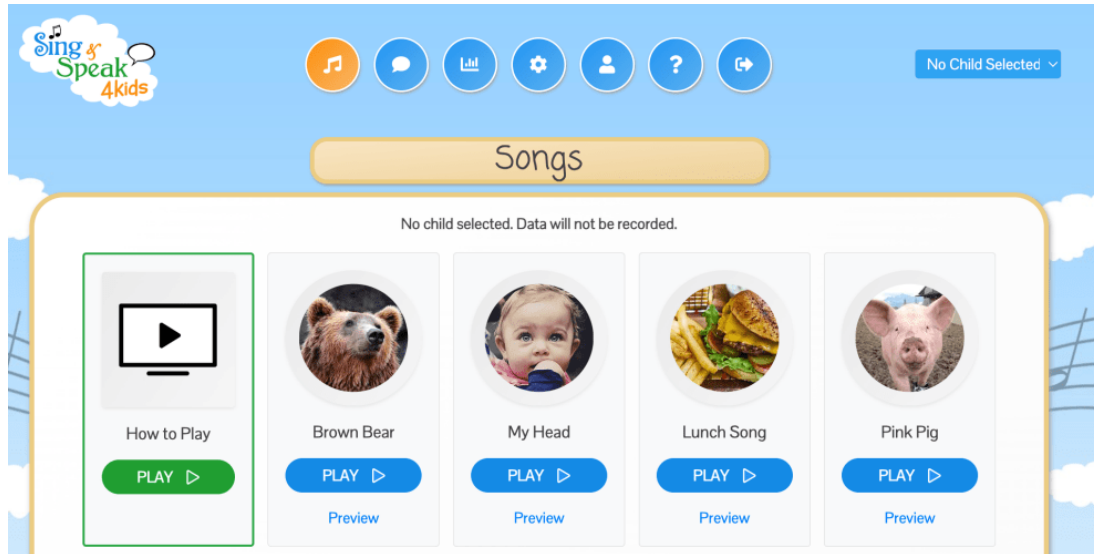 Sing &
Speak
4kids
?
No Child Selected
Songs
No child selected. Data will not be recorded.
How to Play
Brown Bear
My Head
Lunch Song
Pink Pig
PLAY
PLAY
PLAY
PLAY
PLAY
Preview
Preview
Preview
Preview